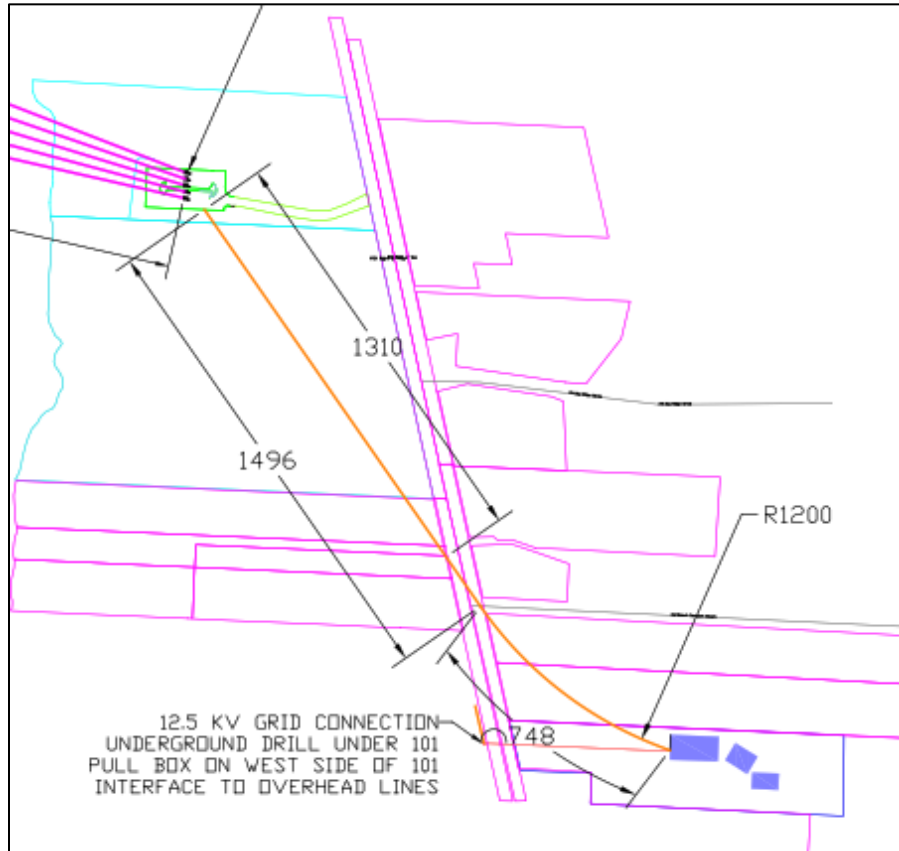 1310
1496
R1200
748
12.5 KV GRID CONNECTION
UNDERGROUND DRILL UNDER 101
PULL BOX ON WEST SIDE OF 101
INTERFACE TO OVERHEAD LINES